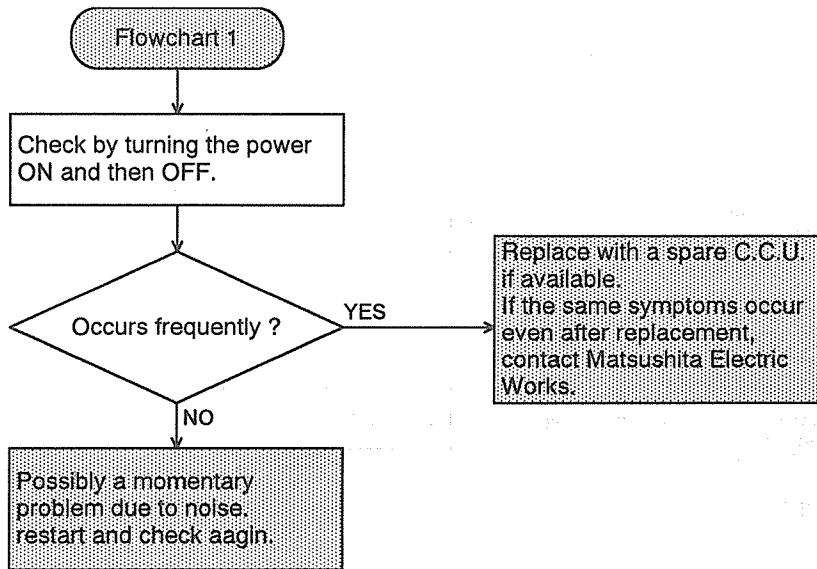 Flowchart 1
Check by turning the power
ON and then OFF.
Occurs frequently ?
YES
Replace with a spare C.C.U.
if available.
If the same symptoms occur
even after replacement,
contact Matsushita Electric
Works.
NO
Possibly a momentary
problem due to noise.
restart and check aagin.